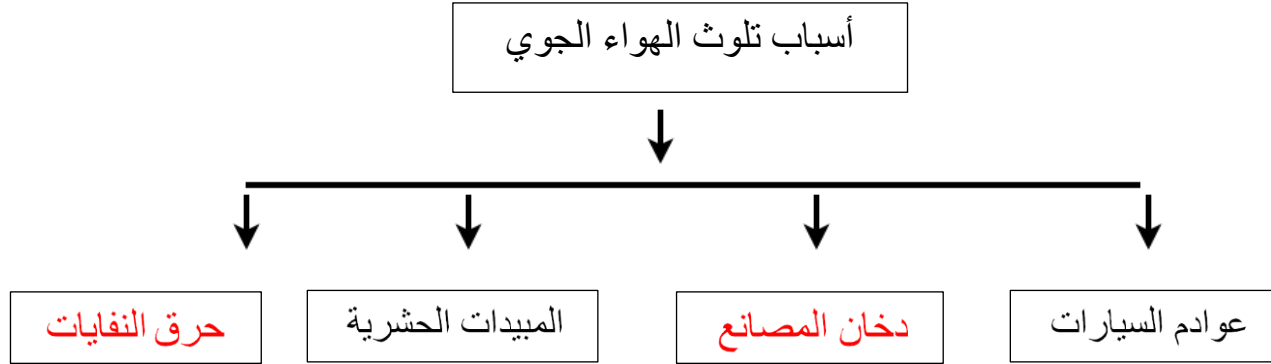 أسباب تلوث الهواء الجوي
عوادم السيارات
دخان المصانع
المبيدات الحشرية
حرق النفايات